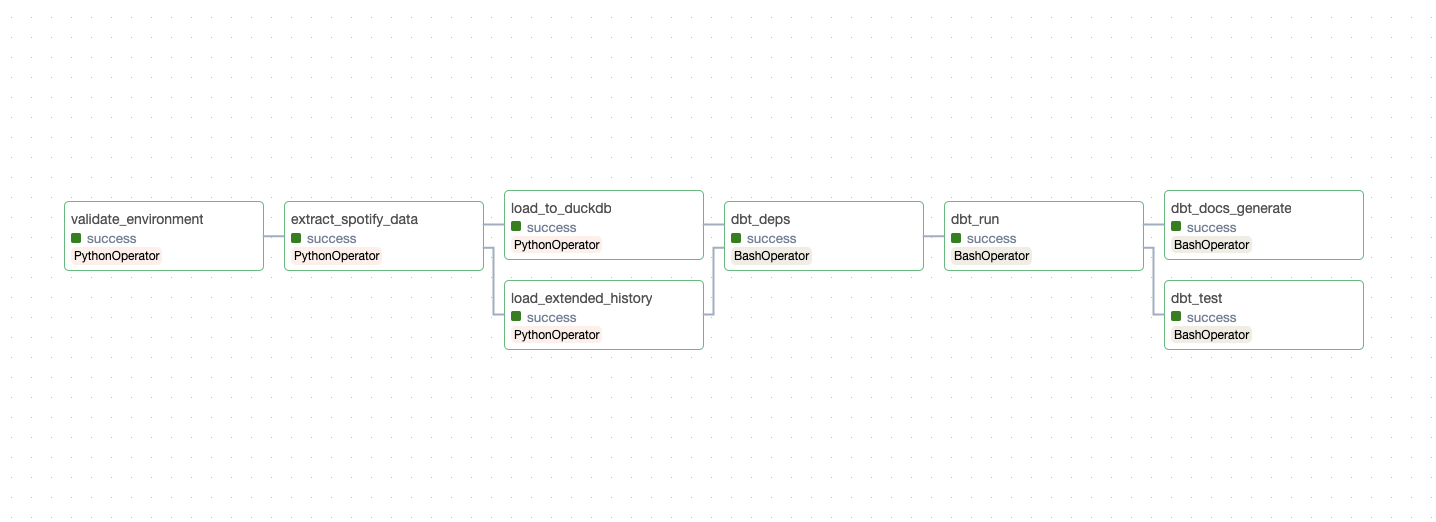 validate_environment
success
PythonOperator
extract_spotify_data
success
PythonOperator
load_to_duckdb
success
PythonOperator
load_extended_history
success
PythonOperator
dbt_deps
success
BashOperator
dbt_run
success
BashOperator
dbt_docs_generate
success
BashOperator
dbt_test
success
BashOperator